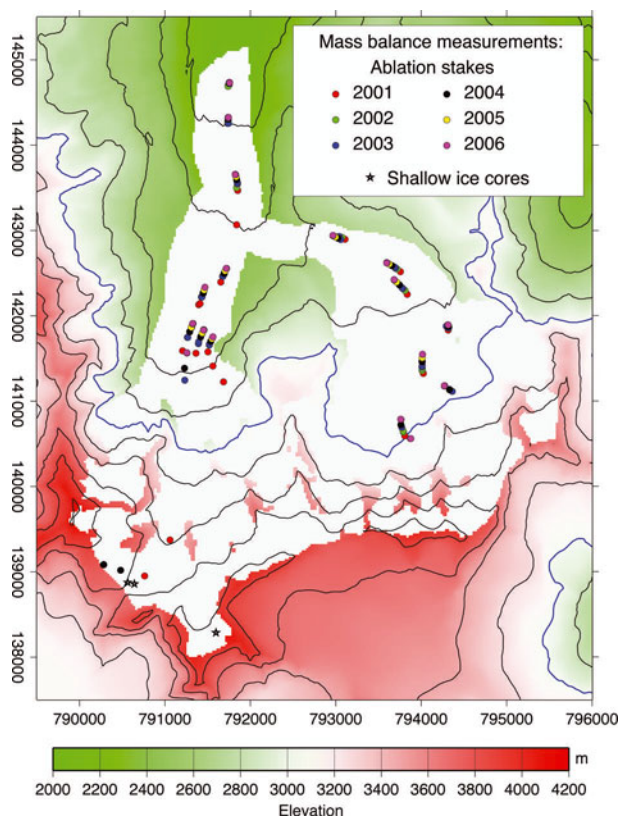 Mass balance measurements:
Ablation stakes
2001 2004
2002 2005
2003 2006
Shallow ice cores
145000
144000
143000
142000
141000
140000
139000
138000
790000 791000 792000 793000 794000 795000 796000
m
2000 2200 2400 2600 2800 3000 3200 3400 3600 3800 4000 4200
Elevation